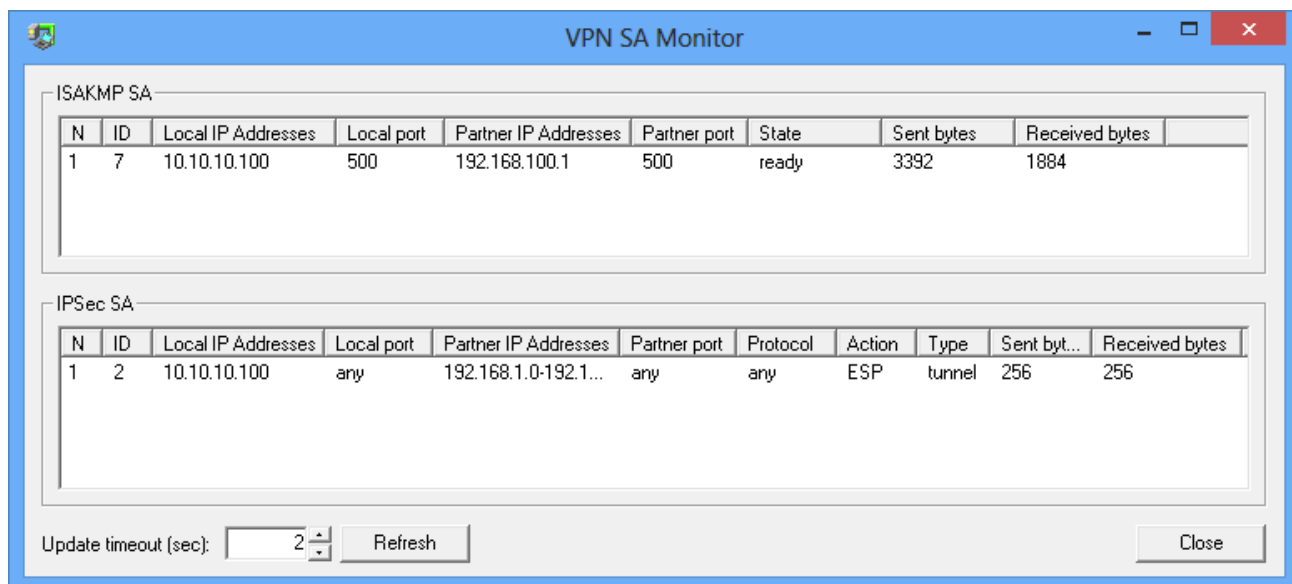 VPN SA Monitor
ISAKMP SA
N ID Local IP Addresses Local port Partner IP Addresses Partner port State Sent bytes Received bytes
1 7 10.10.10.100 500 192.168.100.1 500 ready 3392 1884
IPSec SA
N ID Local IP Addresses Local port Partner IP Addresses Partner port Protocol Action Type Sent byt... Received bytes
1 2 10.10.10.100 any 192.168.1.0-192.1... any any ESP tunnel 256 256
Update timeout (sec): 2 Refresh Close